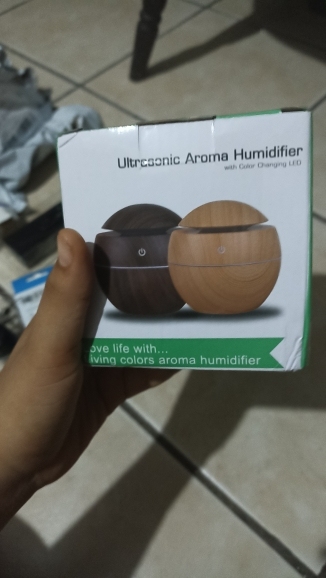 Ultrasonic Aroma Humidifier
with Color Changing LED
ove life with...
iving colors aroma humidifier